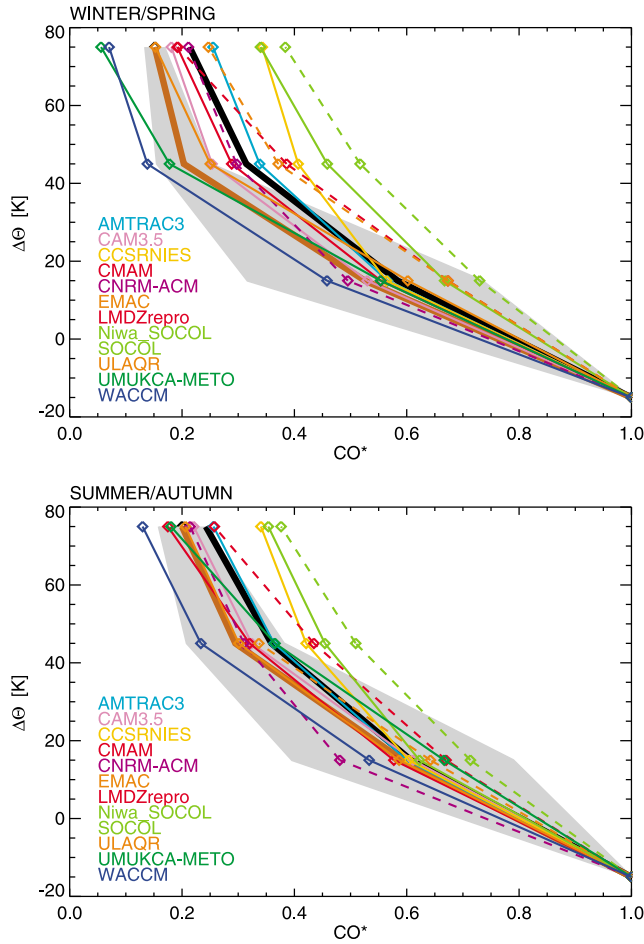 WINTER/SPRING
80
60
40
20
0
-20
ΔΘ [K]
AMTRAC3
CAM3.5
CCSRNIES
CMAM
CNRM-ACM
EMAC
LMDZrepro
Niwa_SOCOL
SOCOL
ULAQR
UMUKCA-METO
WACCM
0.0 0.2 0.4 0.6 0.8 1.0
CO*
SUMMER/AUTUMN
80
60
40
20
0
-20
ΔΘ [K]
AMTRAC3
CAM3.5
CCSRNIES
CMAM
CNRM-ACM
EMAC
LMDZrepro
Niwa_SOCOL
SOCOL
ULAQR
UMUKCA-METO
WACCM
0.0 0.2 0.4 0.6 0.8 1.0
CO*